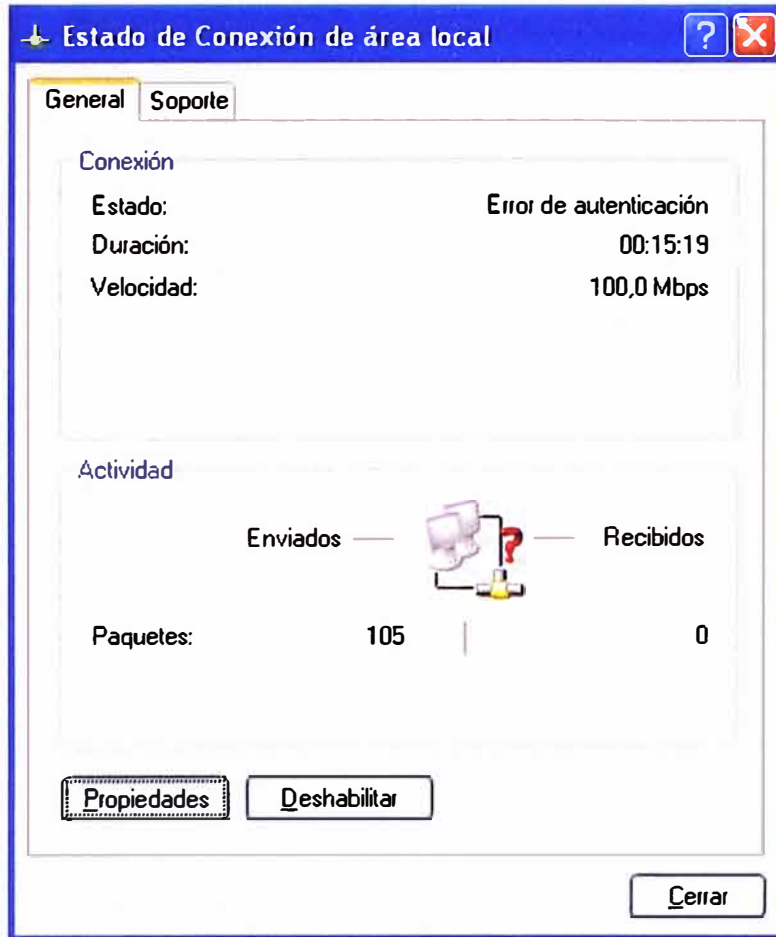 Estado de Conexión de área local
General Soporte
Conexión
Estado: Error de autenticación
Duración: 00:15:19
Velocidad: 100,0 Mbps
Actividad
Enviados Recibidos
Paquetes: 105 0
Propiedades Deshabilitar
Cerrar